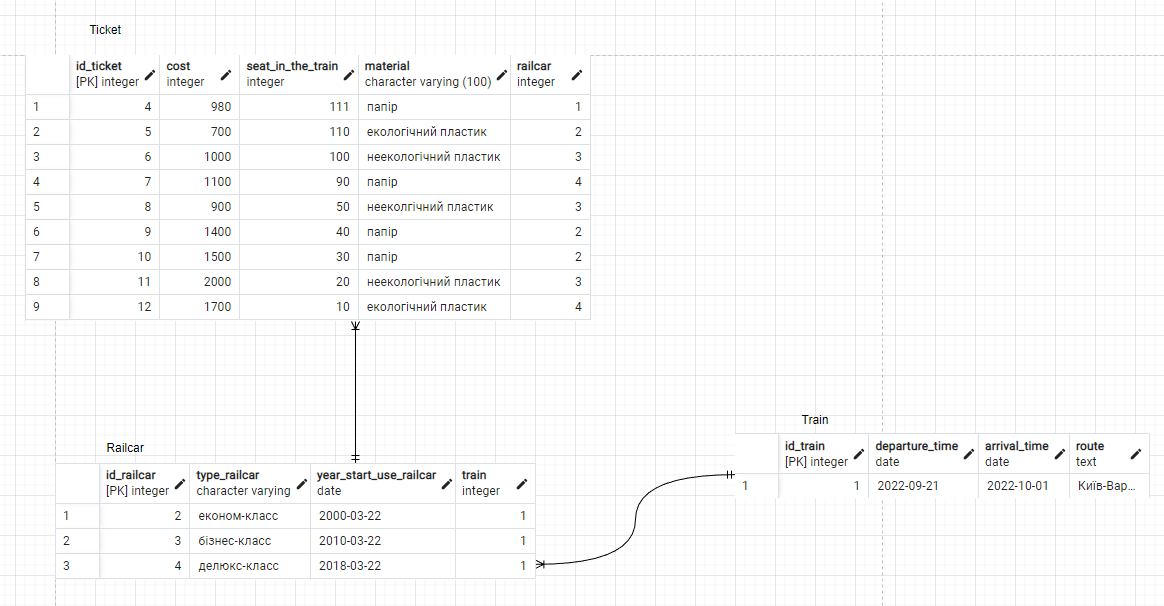 Ticket
id_ticket cost seat_in_the_train material railcar
[PK] integer integer integer character varying (100) integer
1 4 980 111 папір 1
2 5 700 110 екологічний пластик 2
3 6 1000 100 неекологічний пластик 3
4 7 1100 90 папір 4
5 8 900 50 нееколгічний пластик 3
6 9 1400 40 папір 2
7 10 1500 30 папір 2
8 11 2000 20 неекологічний пластик 3
9 12 1700 10 екологічний пластик 4
Railcar
id_railcar type_railcar year_start_use_railcar train
[PK] integer character varying date integer
1 2 економ-класс 2000-03-22 1
2 3 бізнес-класс 2010-03-22 1
3 4 делюкс-класс 2018-03-22 1
Train
id_train departure_time arrival_time route
[PK] integer date date text
1 1 2022-09-21 2022-10-01 Київ-Вар...